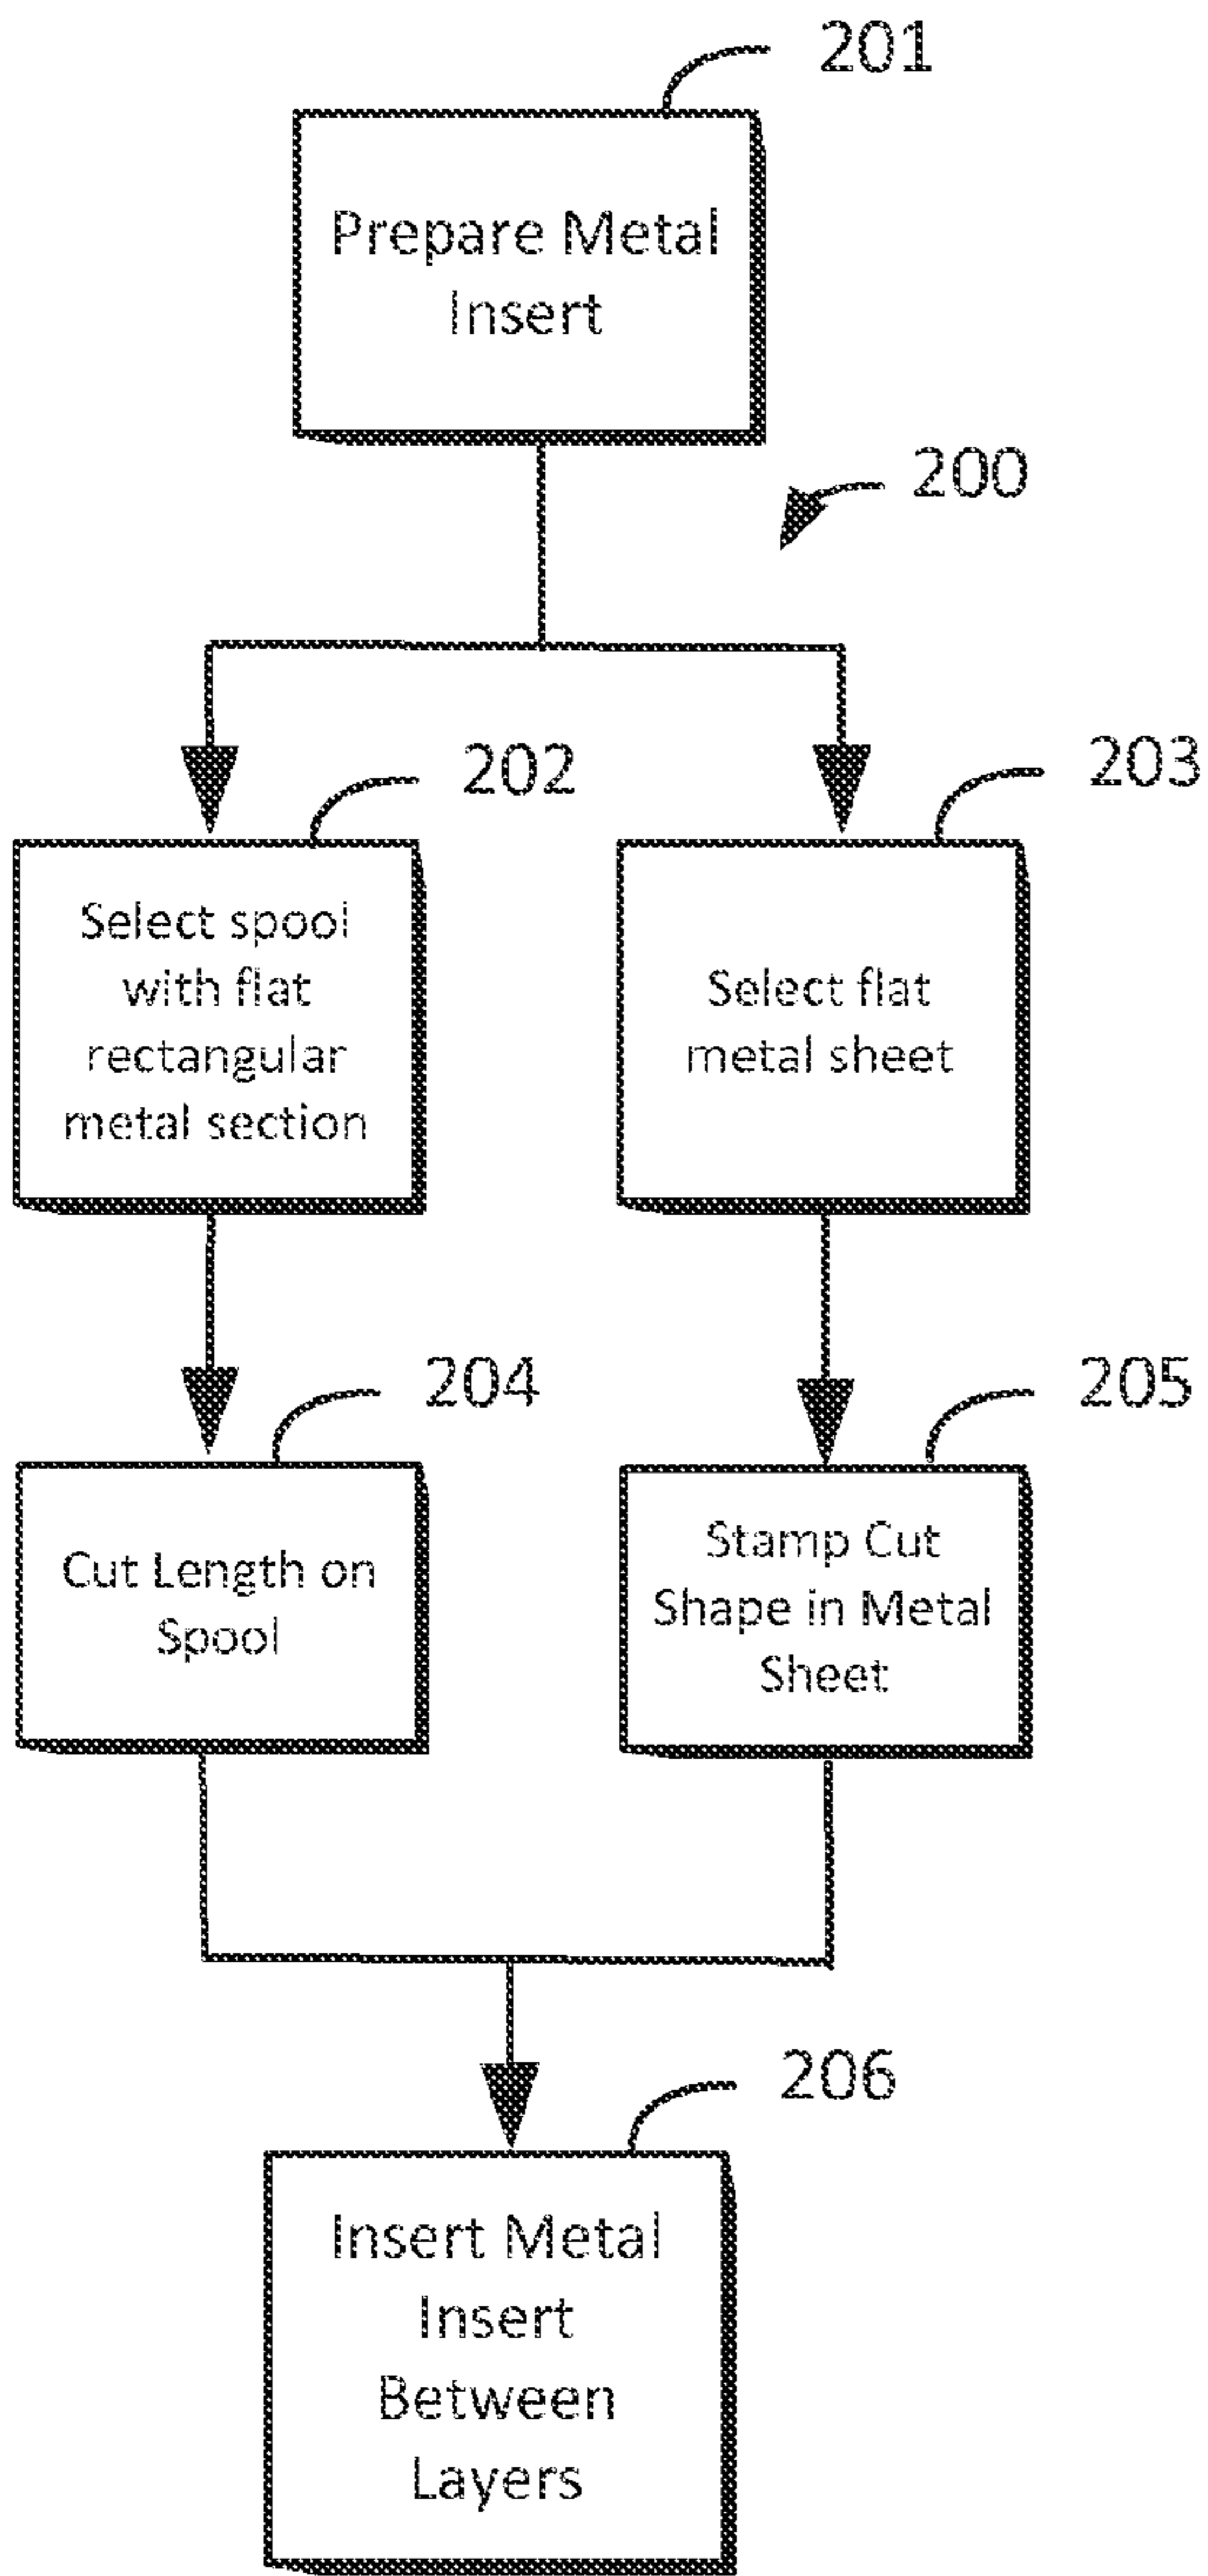 201
Prepare Metal
Insert
200
202
203
Select spool
with flat
rectangular
metal section
Select flat
metal sheet
204
205
Cut Length on
Spool
Stamp Cut
Shape in Metal
Sheet
206
Insert Metal
Insert
Between
Layers